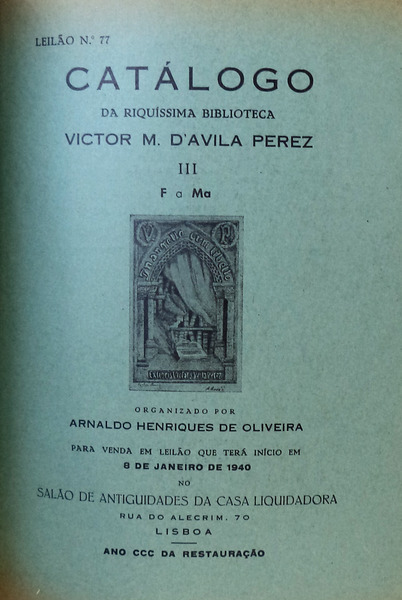 LEILÃO N.º 77
CATÁLOGO
DA RIQUÍSSIMA BIBLIOTECA
VICTOR M. D'AVILA PEREZ
III
F a Ma
V P
ORGANIZADO POR
ARNALDO HENRIQUES DE OLIVEIRA
PARA VENDA EM LEILÃO QUE TERÁ INÍCIO EM
8 DE JANEIRO DE 1940
NO
SALÃO DE ANTIGUIDADES DA CASA LIQUIDADORA
RUA DO ALECRIM, 70
LISBOA
ANO CCC DA RESTAURAÇÃO